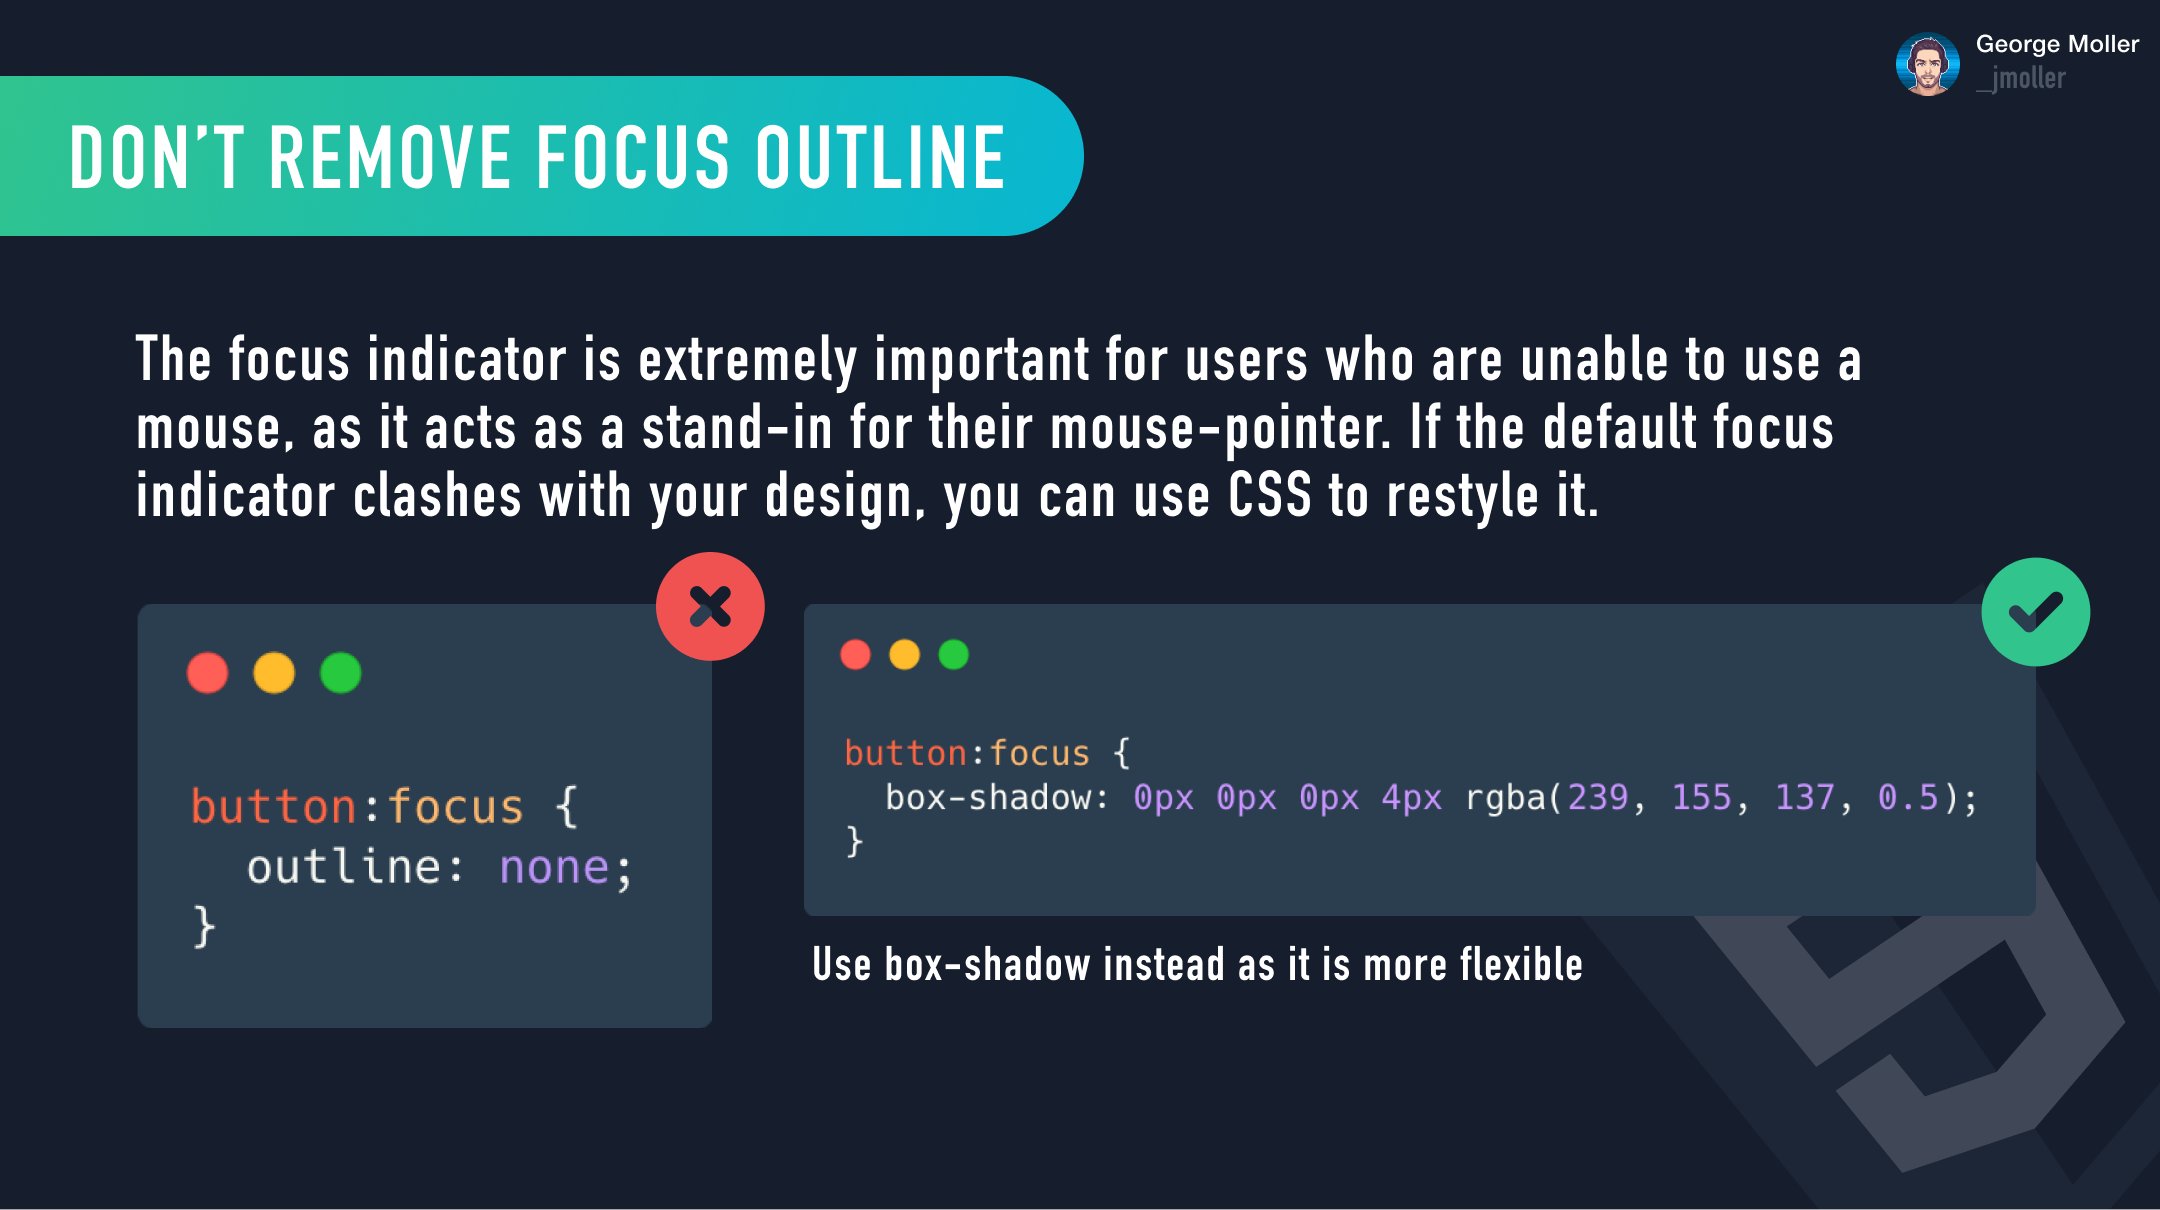 George Moller
_jmoller
DON’T REMOVE FOCUS OUTLINE
The focus indicator is extremely important for users who are unable to use a
mouse, as it acts as a stand-in for their mouse-pointer. If the default focus
indicator clashes with your design, you can use CSS to restyle it.
button:focus {
  outline: none;
}
button:focus {
  box-shadow: 0px 0px 0px 4px rgba(239, 155, 137, 0.5);
}
Use box-shadow instead as it is more flexible